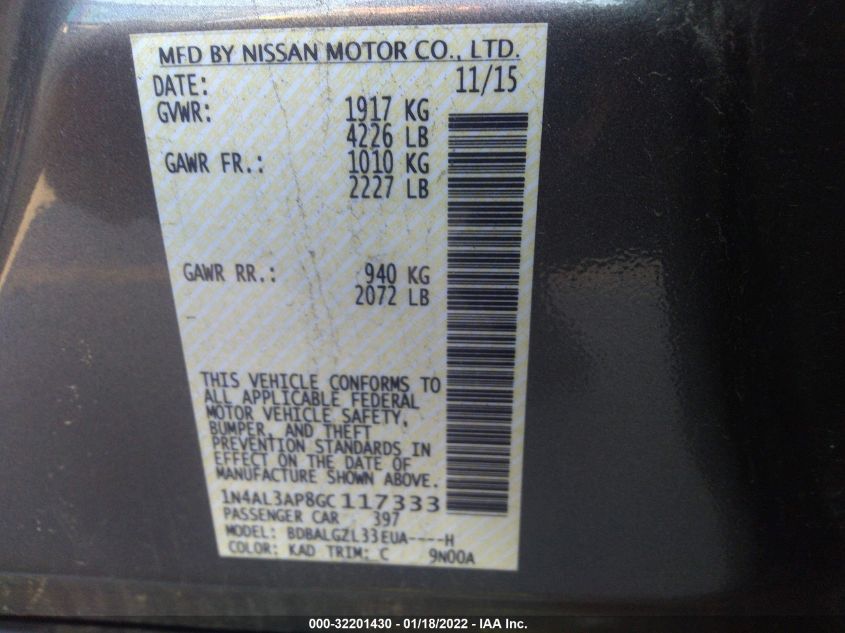 MFD BY NISSAN MOTOR CO., LTD.
DATE: 11/15
GVWR: 1917 KG
4226 LB
GAWR FR.: 1010 KG
2227 LB
GAWR RR.: 940 KG
2072 LB
THIS VEHICLE CONFORMS TO
ALL APPLICABLE FEDERAL
MOTOR VEHICLE SAFETY,
BUMPER, AND THEFT
PREVENTION STANDARDS IN
EFFECT ON THE DATE OF
MANUFACTURE SHOWN ABOVE.
1N4AL3AP8GC117333
PASSENGER CAR 397
MODEL: BDBALGZL33EUA----H
COLOR: KAD TRIM: C 9N00A
000-32201430 - 01/18/2022 - IAA Inc.